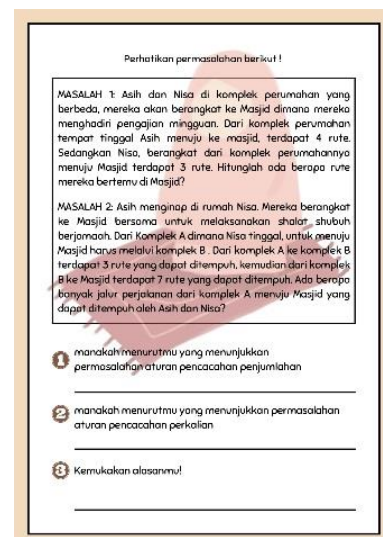 Perhatikan permasalahan berikut !
MASALAH 1: Asih dan Nisa di komplek perumahan yang
berbeda, mereka akan berangkat ke Masjid dimana mereka
menghadiri pengajian mingguan. Dari komplek perumahan
tempat tinggal Asih menuju ke masjid, terdapat 4 rute.
Sedangkan Nisa, berangkat dari komplek perumahannya
menuju Masjid terdapat 3 rute. Hitunglah ada berapa rute
mereka bertemu di Masjid?
MASALAH 2: Asih menginap di rumah Nisa. Mereka berangkat
ke Masjid bersama untuk melaksanakan shalat shubuh
berjamaah. Dari Komplek A dimana Nisa tinggal, untuk menuju
Masjid harus melalui komplek B . Dari komplek A ke komplek B
terdapat 3 rute yang dapat ditempuh, kemudian dari komplek
B ke Masjid terdapat 7 rute yang dapat ditempuh. Ada berapa
banyak jalur perjalanan dari komplek A menuju Masjid yang
dapat ditempuh oleh Asih dan Nisa?
1 manakah menurutmu yang menunjukkan
permasalahan aturan pencacahan penjumlahan
2 manakah menurutmu yang menunjukkan permasalahan
aturan pencacahan perkalian
3 Kemukakan alasanmu!